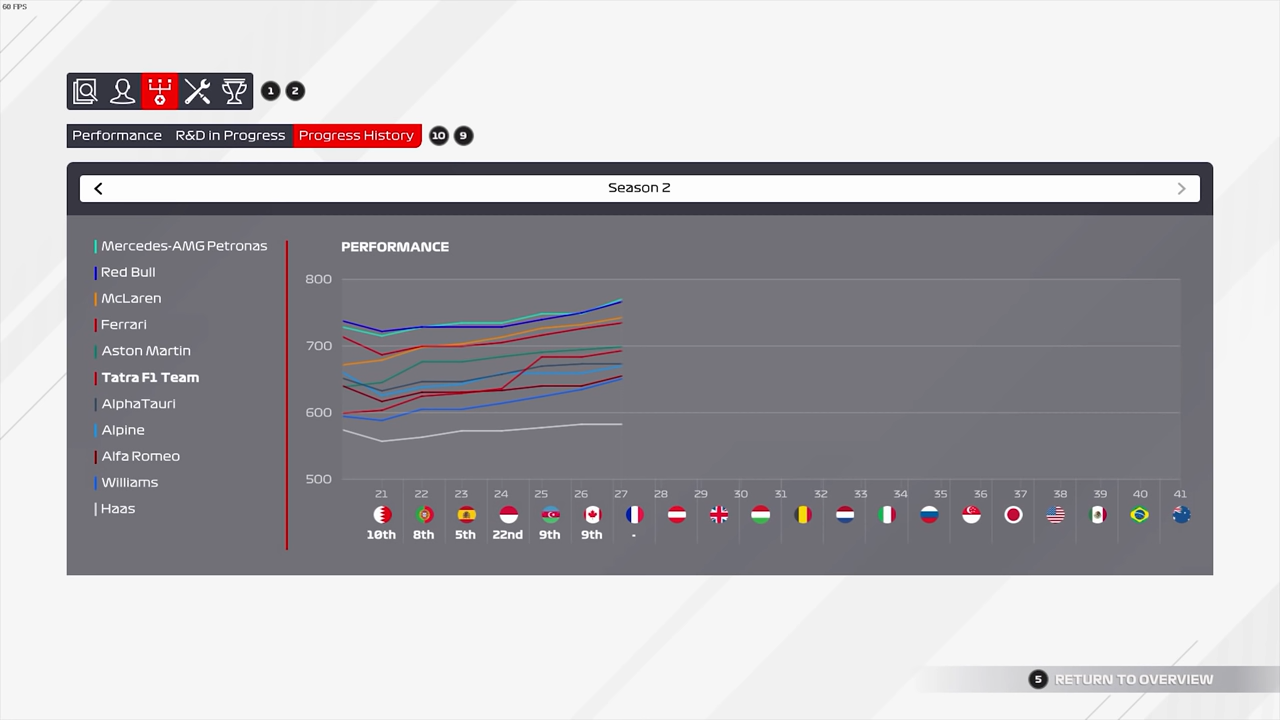 60 FPS
1 2
Performance R&D in Progress Progress History 10 9
Season 2
Mercedes-AMG Petronas
Red Bull
McLaren
Ferrari
Aston Martin
Tatra F1 Team
AlphaTauri
Alpine
Alfa Romeo
Williams
Haas
PERFORMANCE
800
700
600
500
21 22 23 24 25 26 27 28 29 30 31 32 33 34 35 36 37 38 39 40 41
10th 8th 5th 22nd 9th 9th -
5 RETURN TO OVERVIEW